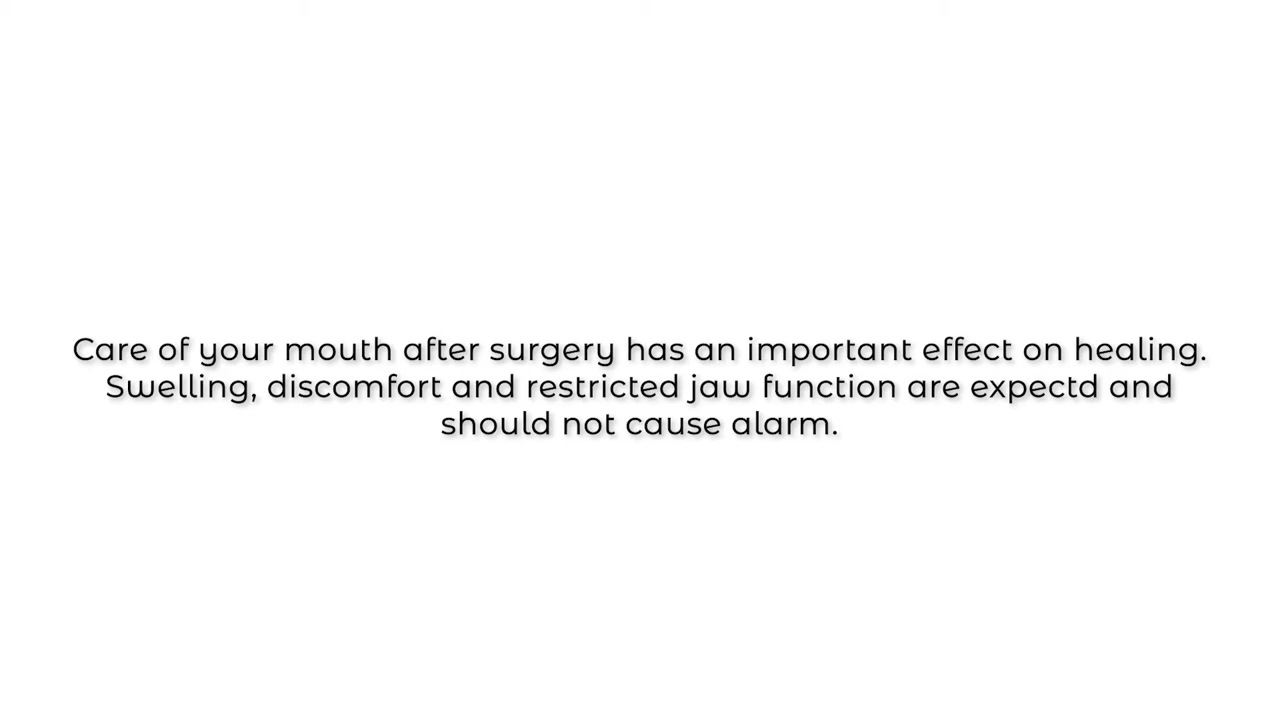 Care of your mouth after surgery has an important effect on healing.
Swelling, discomfort and restricted jaw function are expectd and
should not cause alarm.